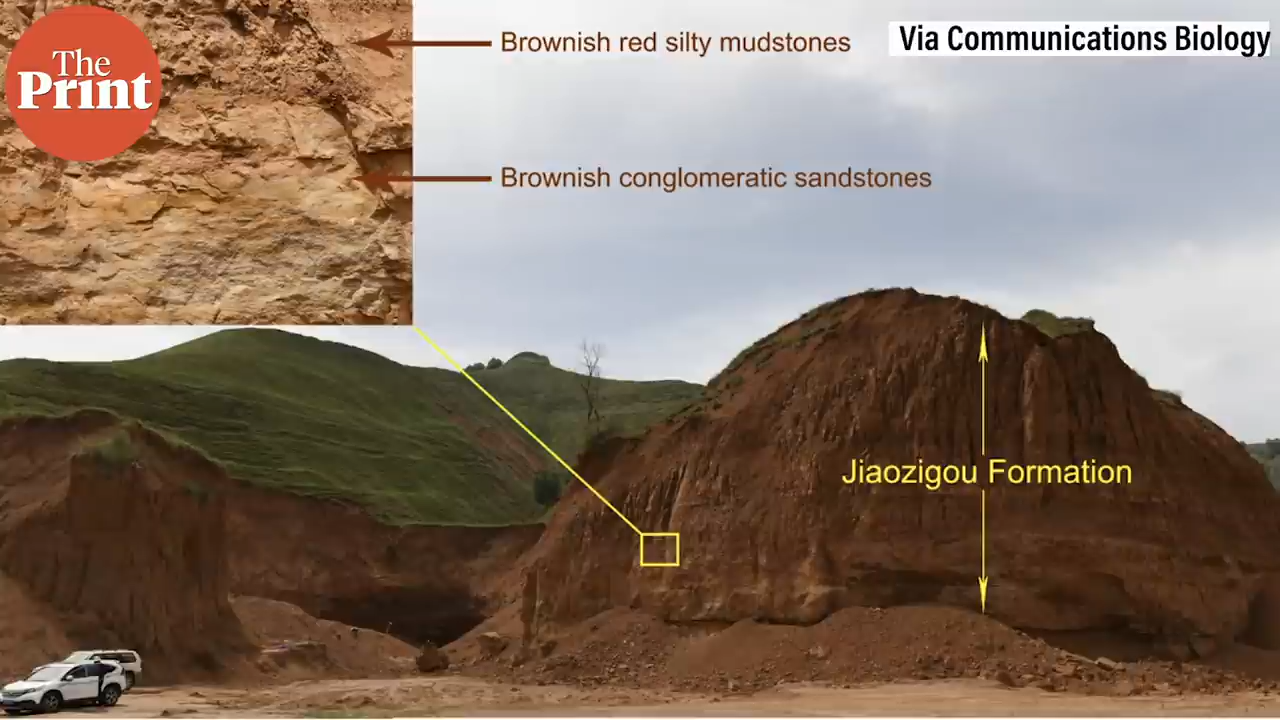 The
Print
Brownish red silty mudstones
Via Communications Biology
Brownish conglomeratic sandstones
Jiaozigou Formation